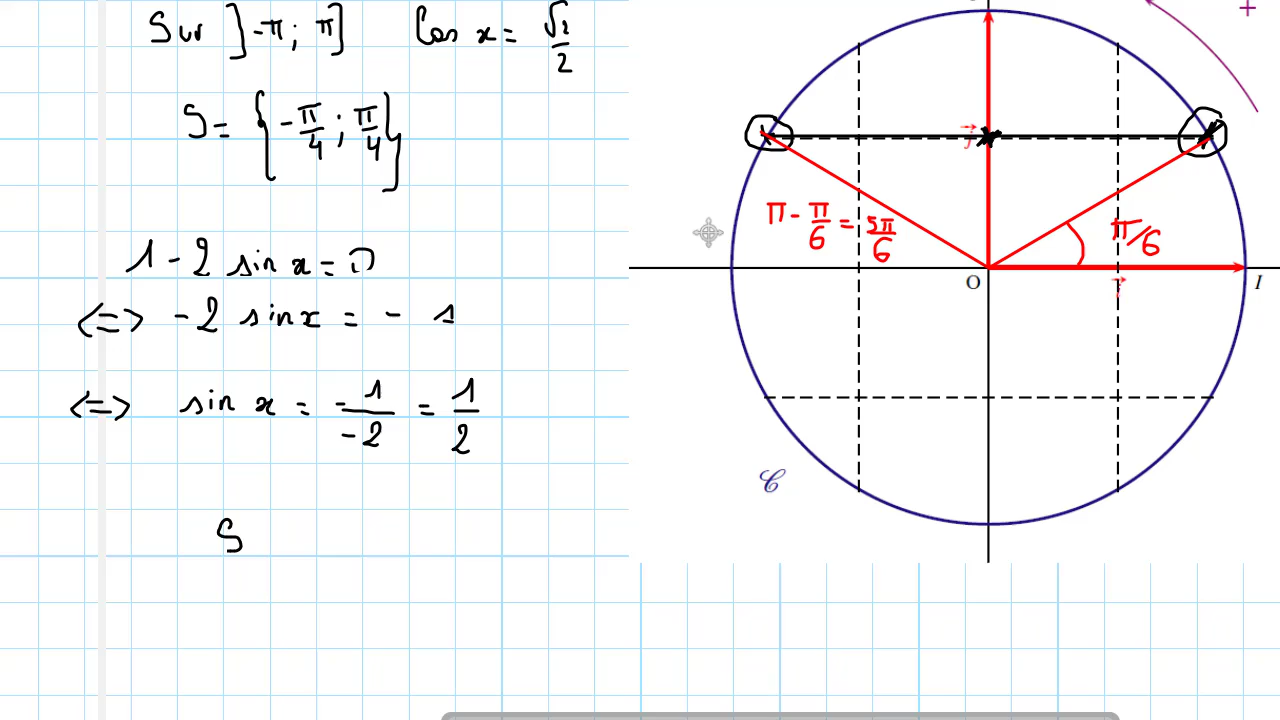 Sur ]-π; π] Cos x = √2/2
S = {-π/4 ; π/4}
1 - 2 sin x = 0
<=> -2 sin x = - 1
<=> sin x = -1/-2 = 1/2
S
+
j
π - π/6 = 5π/6
π/6
O
i
I
𝒞